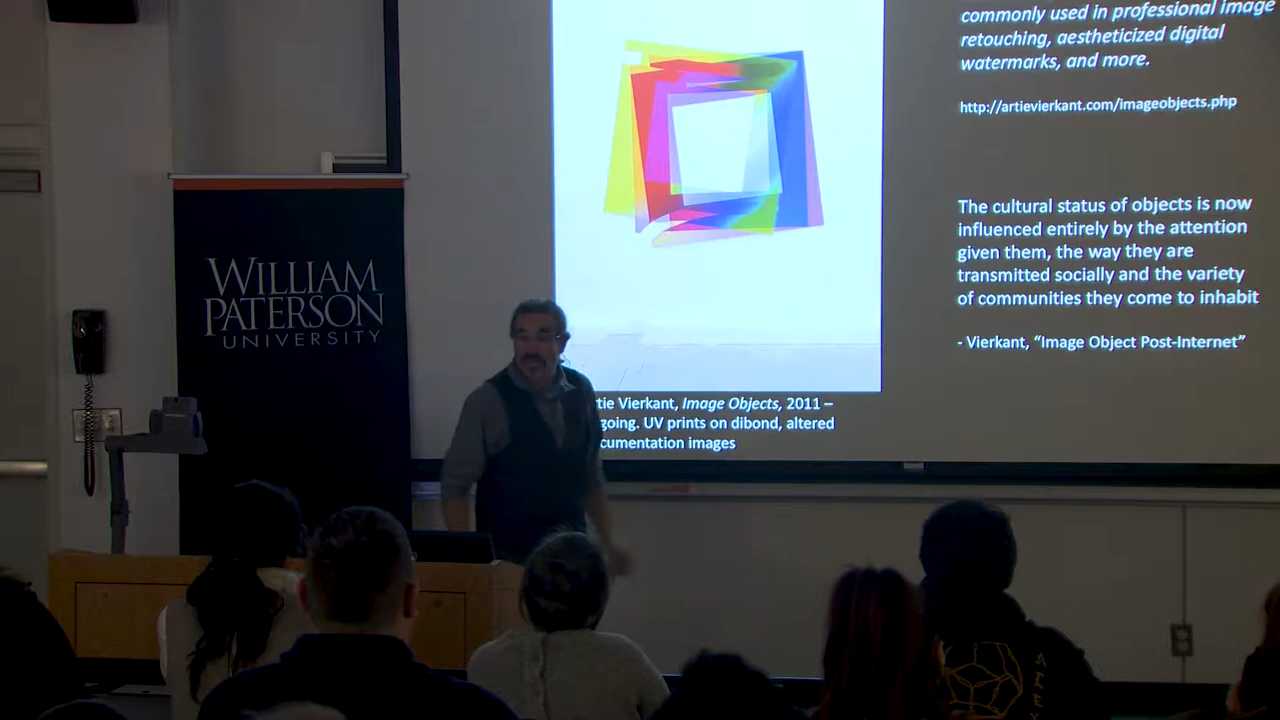 commonly used in professional image
retouching, aestheticized digital
watermarks, and more.
http://artievierkant.com/imageobjects.php
The cultural status of objects is now
influenced entirely by the attention
given them, the way they are
transmitted socially and the variety
of communities they come to inhabit
- Vierkant, “Image Object Post-Internet”
tie Vierkant, Image Objects, 2011 –
going. UV prints on dibond, altered
cumentation images
WILLIAM
PATERSON
UNIVERSITY